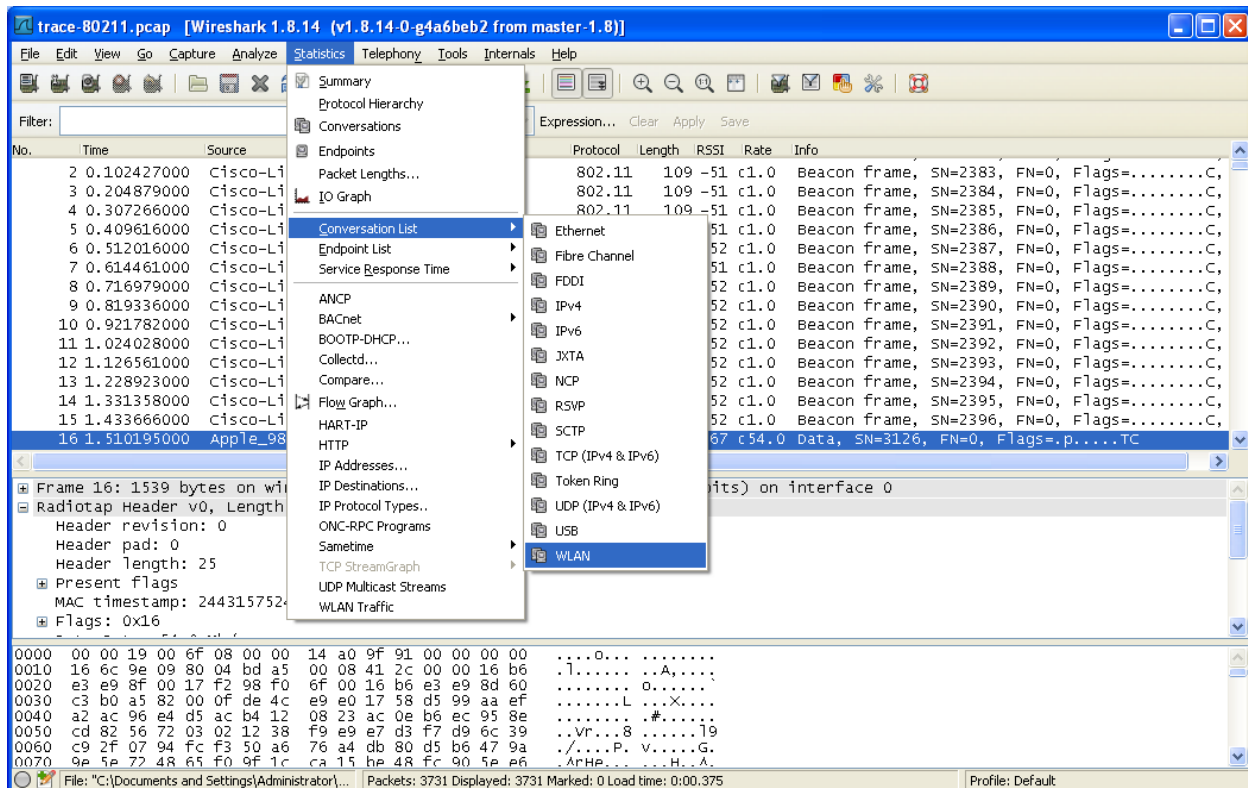 trace-80211.pcap [Wireshark 1.8.14 (v1.8.14-0-g4a6beb2 from master-1.8)]
File Edit View Go Capture Analyze Statistics Telephony Tools Internals Help
Filter: Expression... Clear Apply Save
No. Time Source Protocol Length RSSI Rate Info
2 0.102427000 Cisco-Li 802.11 109 -51 c1.0 Beacon frame, SN=2383, FN=0, Flags=........C,
3 0.204879000 Cisco-Li 802.11 109 -51 c1.0 Beacon frame, SN=2384, FN=0, Flags=........C,
4 0.307266000 Cisco-Li 802.11 109 -51 c1.0 Beacon frame, SN=2385, FN=0, Flags=........C,
5 0.409616000 Cisco-Li 51 c1.0 Beacon frame, SN=2386, FN=0, Flags=........C,
6 0.512016000 Cisco-Li 52 c1.0 Beacon frame, SN=2387, FN=0, Flags=........C,
7 0.614461000 Cisco-Li 51 c1.0 Beacon frame, SN=2388, FN=0, Flags=........C,
8 0.716979000 Cisco-Li 52 c1.0 Beacon frame, SN=2389, FN=0, Flags=........C,
9 0.819336000 Cisco-Li 52 c1.0 Beacon frame, SN=2390, FN=0, Flags=........C,
10 0.921782000 Cisco-Li 52 c1.0 Beacon frame, SN=2391, FN=0, Flags=........C,
11 1.024028000 Cisco-Li 52 c1.0 Beacon frame, SN=2392, FN=0, Flags=........C,
12 1.126561000 Cisco-Li 52 c1.0 Beacon frame, SN=2393, FN=0, Flags=........C,
13 1.228923000 Cisco-Li 52 c1.0 Beacon frame, SN=2394, FN=0, Flags=........C,
14 1.331358000 Cisco-Li 52 c1.0 Beacon frame, SN=2395, FN=0, Flags=........C,
15 1.433666000 Cisco-Li 52 c1.0 Beacon frame, SN=2396, FN=0, Flags=........C,
16 1.510195000 Apple_98 67 c54.0 Data, SN=3126, FN=0, Flags=.p.....TC
Summary
Protocol Hierarchy
Conversations
Endpoints
Packet Lengths...
IO Graph
Conversation List
Endpoint List
Service Response Time
ANCP
BACnet
BOOTP-DHCP...
Collectd...
Compare...
Flow Graph...
HART-IP
HTTP
IP Addresses...
IP Destinations...
IP Protocol Types..
ONC-RPC Programs
Sametime
TCP StreamGraph
UDP Multicast Streams
WLAN Traffic
Ethernet
Fibre Channel
FDDI
IPv4
IPv6
JXTA
NCP
RSVP
SCTP
TCP (IPv4 & IPv6)
Token Ring
UDP (IPv4 & IPv6)
USB
WLAN
Frame 16: 1539 bytes on wi its) on interface 0
Radiotap Header v0, Length
Header revision: 0
Header pad: 0
Header length: 25
Present flags
MAC timestamp: 244315752
Flags: 0x16
0000 00 00 19 00 6f 08 00 00 14 a0 9f 91 00 00 00 00 ....o... ........
0010 16 6c 9e 09 80 04 bd a5 00 08 41 2c 00 00 16 b6 .l...... ..A,....
0020 e3 e9 8f 00 17 f2 98 f0 6f 00 16 b6 e3 e9 8d 60 ........ o......`
0030 c3 b0 a5 82 00 0f de 4c e9 e0 17 58 d5 99 aa ef .......L ...X....
0040 a2 ac 96 e4 d5 ac b4 12 08 23 ac 0e b6 ec 95 8e ........ .#......
0050 cd 82 56 72 03 02 12 38 f9 e9 e7 d3 f7 d9 6c 39 ..Vr...8 ......l9
0060 c9 2f 07 94 fc f3 50 a6 76 a4 db 80 d5 b6 47 9a ./....P. v.....G.
0070 9e 5e 72 48 65 f0 9f 1c ca 15 be 48 fc 90 5e e6 .^rHe... ...H..^.
File: "C:\Documents and Settings\Administrator\... Packets: 3731 Displayed: 3731 Marked: 0 Load time: 0:00.375 Profile: Default